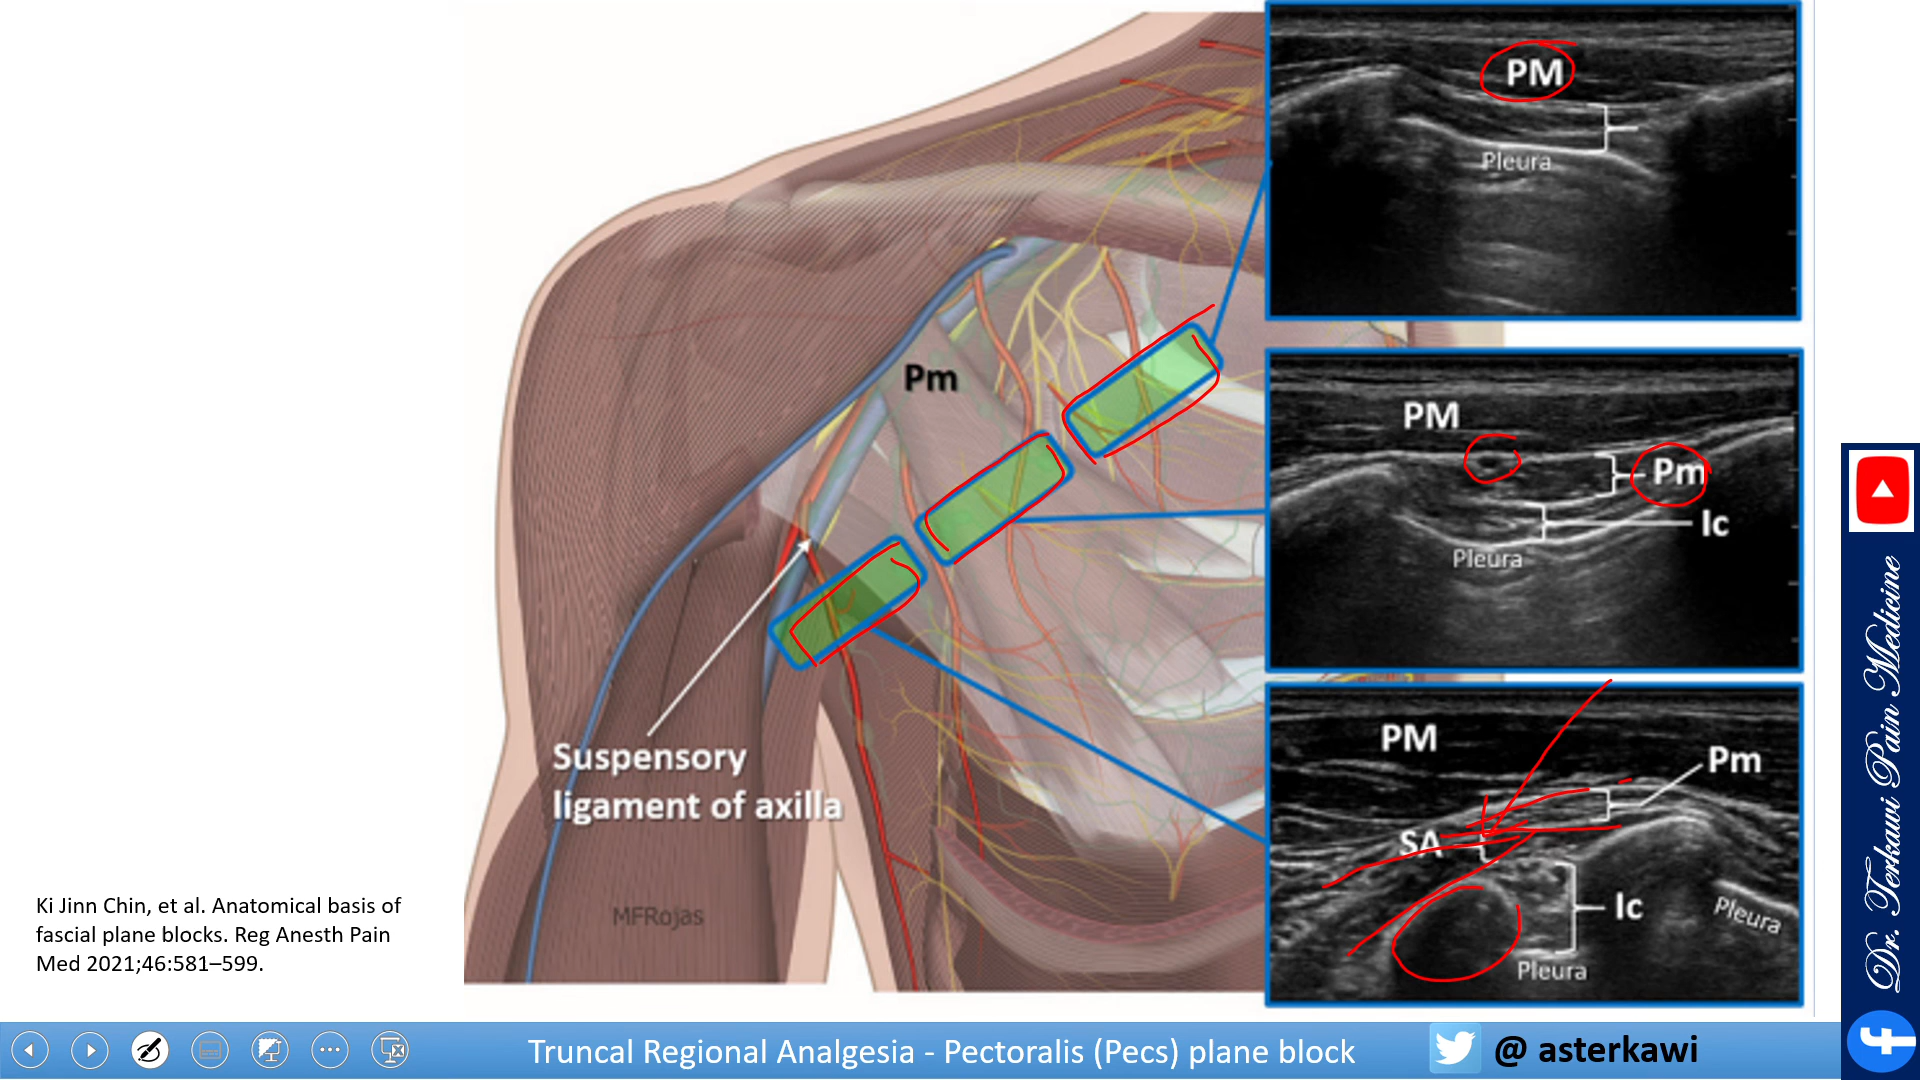 PM
Pleura
Pm
PM
Pm
Ic
Pleura
Suspensory
ligament of axilla
PM
Pm
SA
Ic
Pleura
Pleura
MFRojas
Ki Jinn Chin, et al. Anatomical basis of
fascial plane blocks. Reg Anesth Pain
Med 2021;46:581–599.
Dr. Terkawi Pain Medicine
Truncal Regional Analgesia - Pectoralis (Pecs) plane block
@ asterkawi